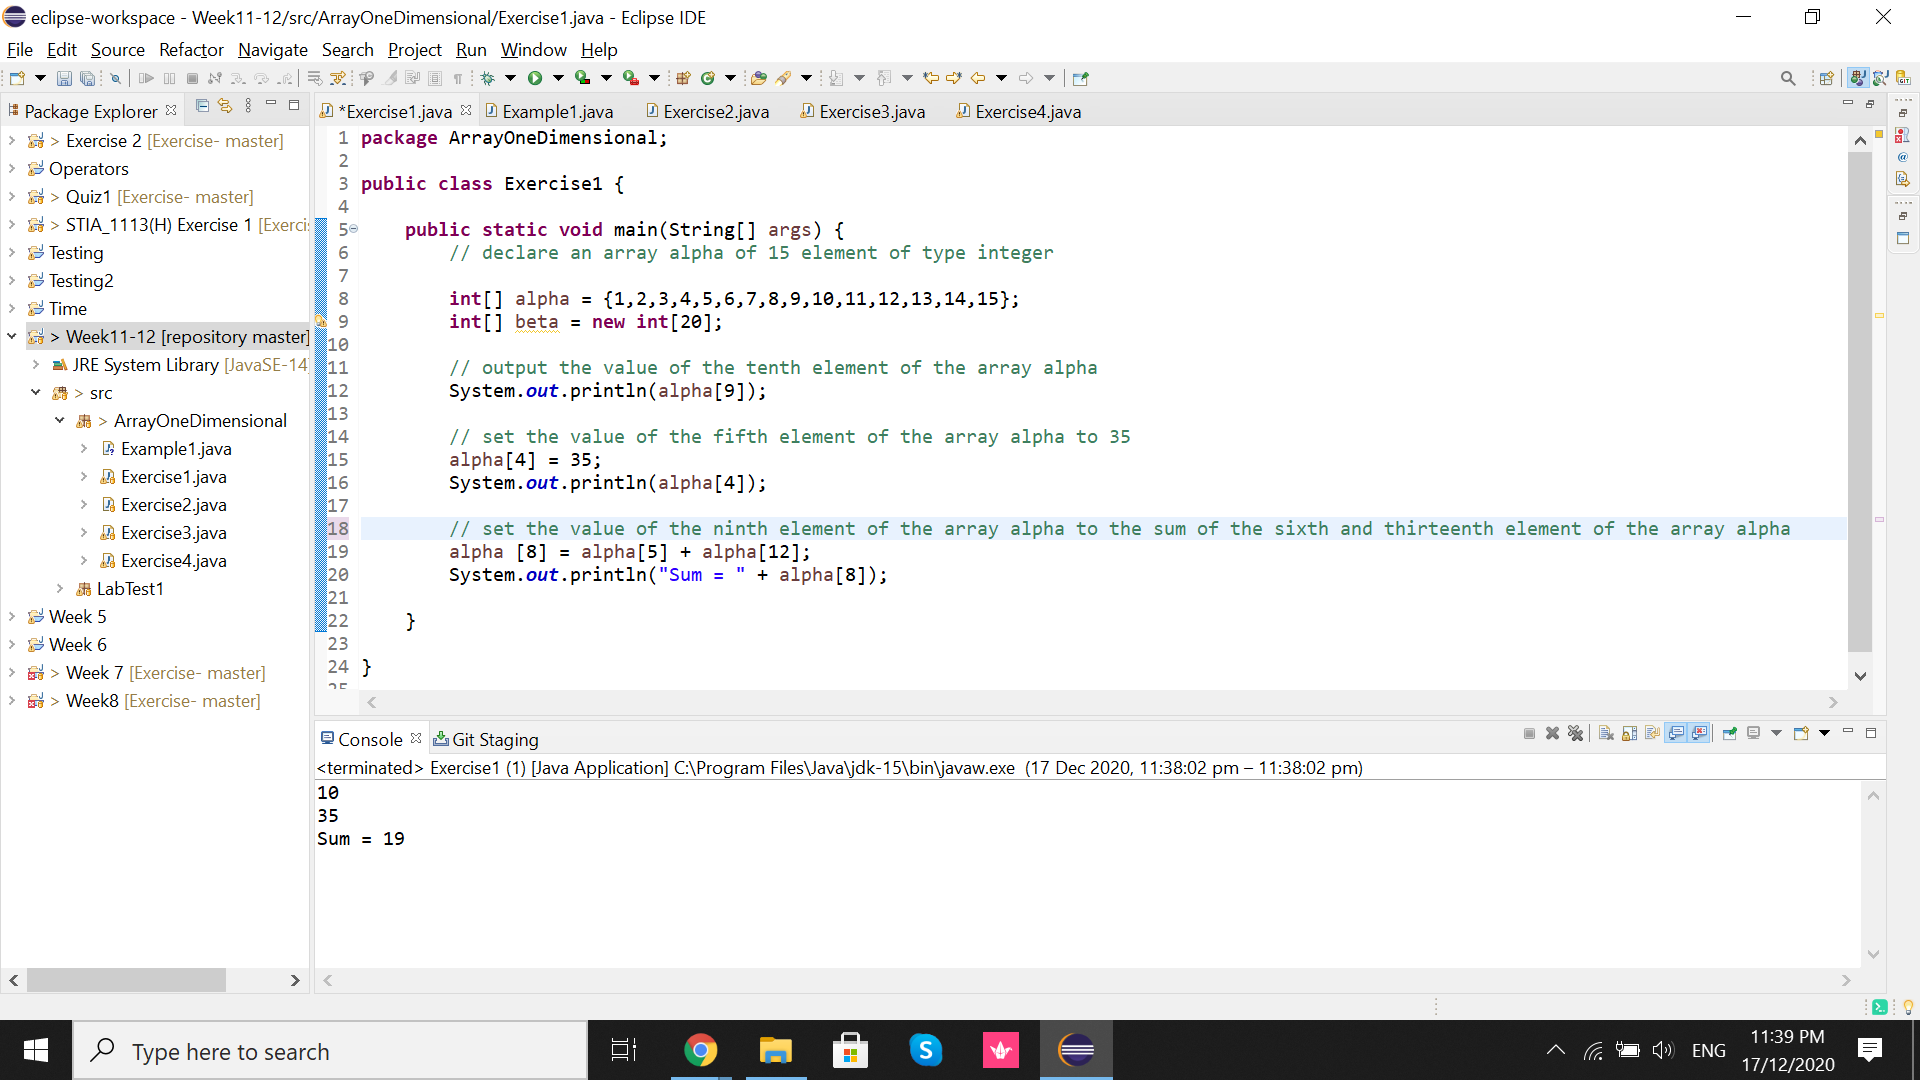 eclipse-workspace - Week11-12/src/ArrayOneDimensional/Exercise1.java - Eclipse IDE
File Edit Source Refactor Navigate Search Project Run Window Help
Package Explorer
*Exercise1.java Example1.java Exercise2.java Exercise3.java Exercise4.java
> Exercise 2 [Exercise- master]
Operators
> Quiz1 [Exercise- master]
> STIA_1113(H) Exercise 1 [Exerci
Testing
Testing2
Time
> Week11-12 [repository master]
JRE System Library [JavaSE-14
> src
> ArrayOneDimensional
Example1.java
Exercise1.java
Exercise2.java
Exercise3.java
Exercise4.java
LabTest1
Week 5
Week 6
> Week 7 [Exercise- master]
> Week8 [Exercise- master]
1 package ArrayOneDimensional;
2
3 public class Exercise1 {
4
5 public static void main(String[] args) {
6 // declare an array alpha of 15 element of type integer
7
8 int[] alpha = {1,2,3,4,5,6,7,8,9,10,11,12,13,14,15};
9 int[] beta = new int[20];
10
11 // output the value of the tenth element of the array alpha
12 System.out.println(alpha[9]);
13
14 // set the value of the fifth element of the array alpha to 35
15 alpha[4] = 35;
16 System.out.println(alpha[4]);
17
18 // set the value of the ninth element of the array alpha to the sum of the sixth and thirteenth element of the array alpha
19 alpha [8] = alpha[5] + alpha[12];
20 System.out.println("Sum = " + alpha[8]);
21
22 }
23
24 }
25
Console Git Staging
<terminated> Exercise1 (1) [Java Application] C:\Program Files\Java\jdk-15\bin\javaw.exe (17 Dec 2020, 11:38:02 pm – 11:38:02 pm)
10
35
Sum = 19
Type here to search
ENG
11:39 PM
17/12/2020